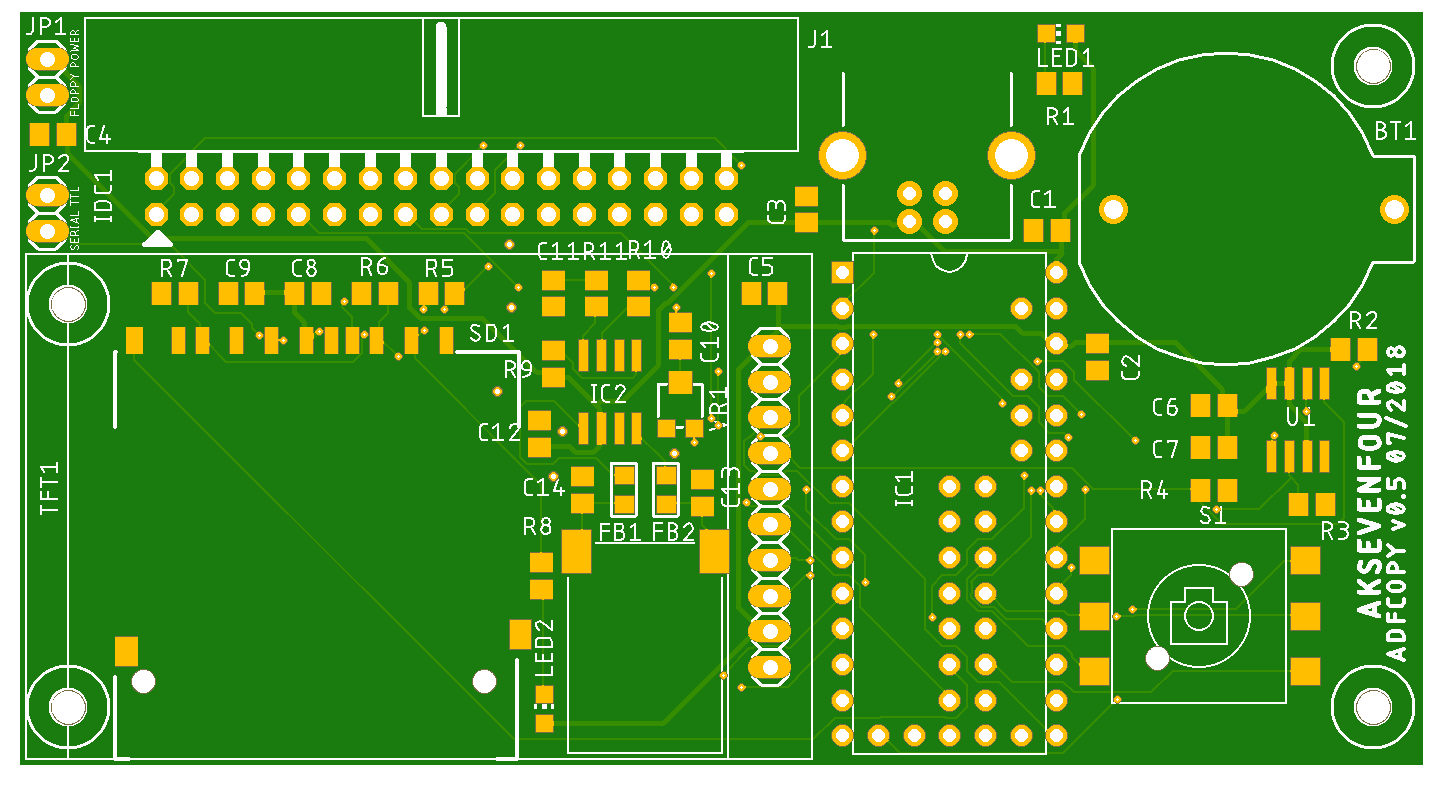 JP1
FLOPPY POWER
J1
LED1
R1
BT1
C4
JP2
SERIAL TTL
IDC1
C3
C1
R7
C9
C8
R6
R5
C11
R11
R10
C5
SD1
R9
C10
IC2
VR1
C2
R2
C6
C7
R4
U1
S1
R3
C12
C14
C13
IC1
TFT1
R8
FB1
FB2
LED2
AKSEVENFOUR
ADFCOPY v0.5 07/2018